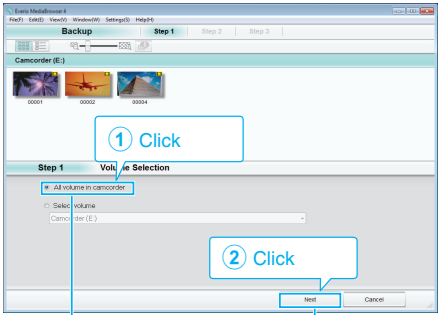 Everio MediaBrowser 4
File(F) Edit(E) View(V) Window(W) Settings(S) Help(H)
Backup Step 1 Step 2 Step 3
Camcorder (E:)
00001 00002 00004
1 Click
Step 1 Volume Selection
All volume in camcorder
Select volume
Camcorder (E:)
2 Click
Next Cancel